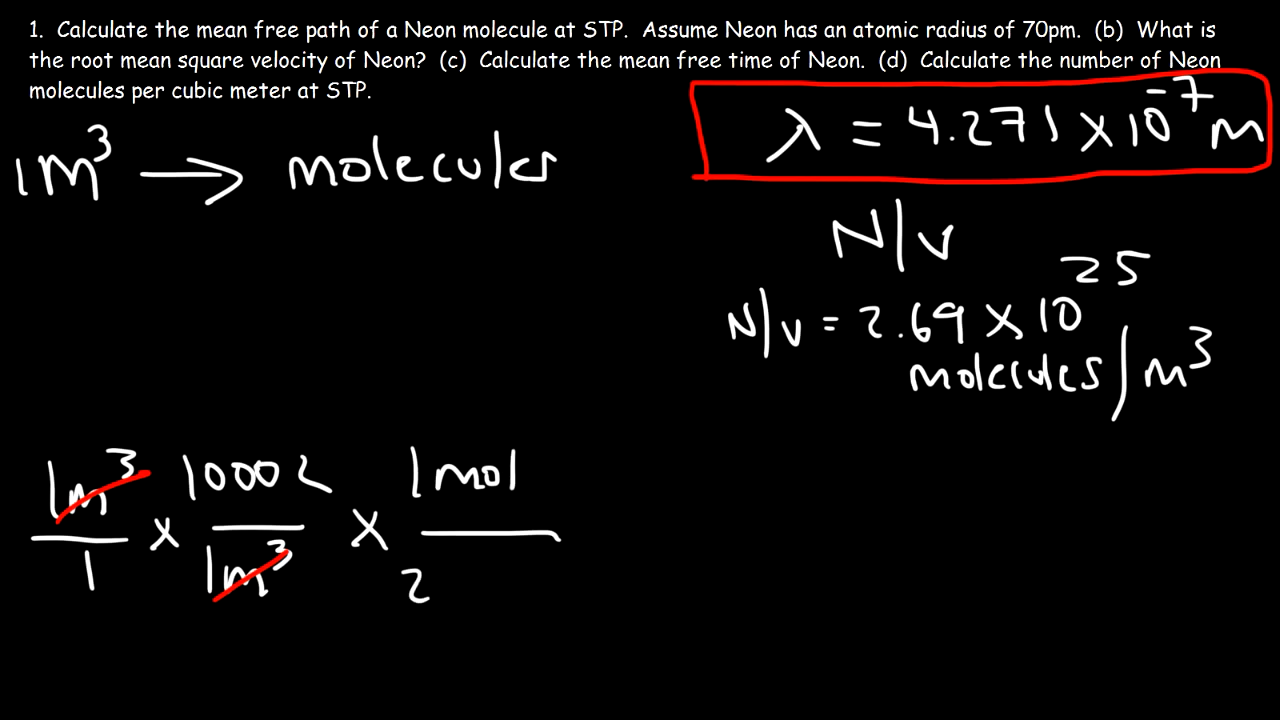 1. Calculate the mean free path of a Neon molecule at STP. Assume Neon has an atomic radius of 70pm. (b) What is
the root mean square velocity of Neon? (c) Calculate the mean free time of Neon. (d) Calculate the number of Neon
molecules per cubic meter at STP.
λ = 4.271 × 10⁻⁷ m
1m³ → molecules
N/V
N/V = 2.69 × 10²⁵
molecules/m³
1m³/1 × 1000L/1m³ × 1mol/2